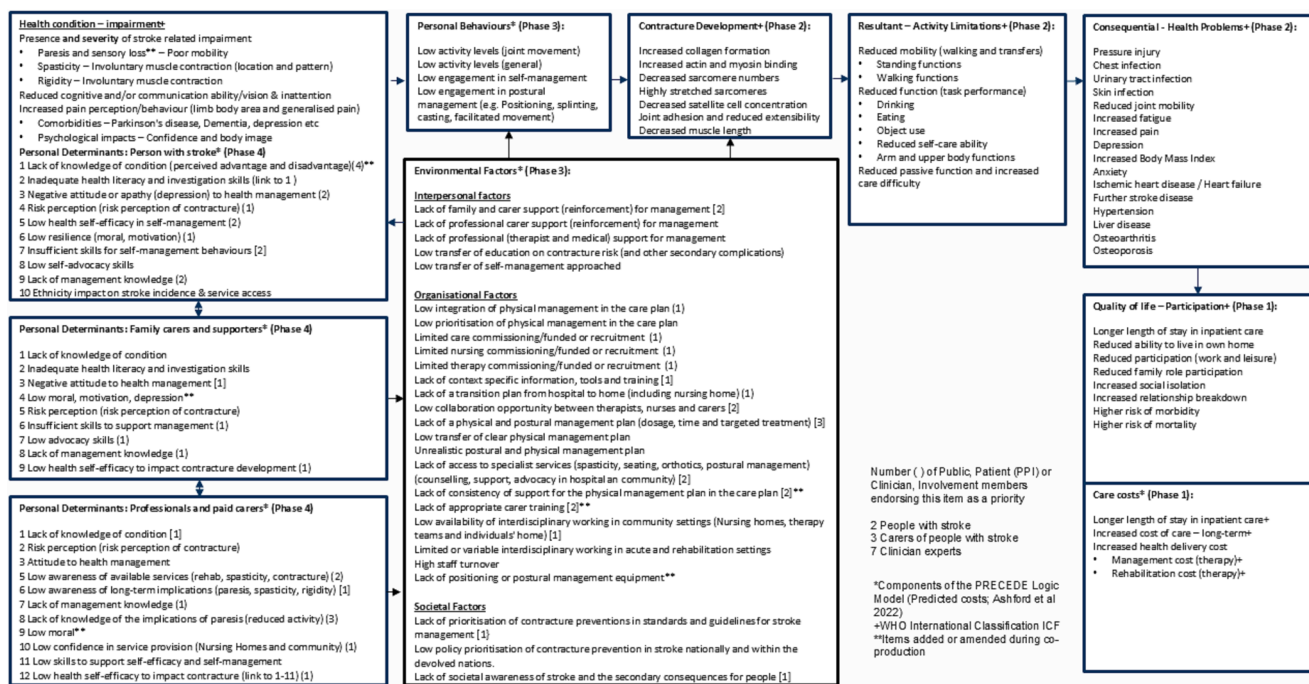 Health condition – impairment+
Presence and severity of stroke related impairment
• Paresis and sensory loss** – Poor mobility
• Spasticity – Involuntary muscle contraction (location and pattern)
• Rigidity – Involuntary muscle contraction
Reduced cognitive and/or communication ability/vision & inattention
Increased pain perception/behaviour (limb body area and generalised pain)
• Comorbidities – Parkinson's disease, Dementia, depression etc
• Psychological impacts – Confidence and body image
Personal Determinants: Person with stroke* (Phase 4)
1 Lack of knowledge of condition (perceived advantage and disadvantage)(4)**
2 Inadequate health literacy and investigation skills (link to 1 )
3 Negative attitude or apathy (depression) to health management (2)
4 Risk perception (risk perception of contracture) (1)
5 Low health self-efficacy in self-management (2)
6 Low resilience (moral, motivation) (1)
7 Insufficient skills for self-management behaviours [2]
8 Low self-advocacy skills
9 Lack of management knowledge (2)
10 Ethnicity impact on stroke incidence & service access
Personal Determinants: Family carers and supporters* (Phase 4)
1 Lack of knowledge of condition
2 Inadequate health literacy and investigation skills
3 Negative attitude to health management [1]
4 Low moral, motivation, depression**
5 Risk perception (risk perception of contracture)
6 Insufficient skills to support management (1)
7 Low advocacy skills (1)
8 Lack of management knowledge (1)
9 Low health self-efficacy to impact contracture development (1)
Personal Determinants: Professionals and paid carers* (Phase 4)
1 Lack of knowledge of condition [1]
2 Risk perception (risk perception of contracture)
3 Attitude to health management
5 Low awareness of available services (rehab, spasticity, contracture) (2)
6 Low awareness of long-term implications (paresis, spasticity, rigidity) [1]
7 Lack of management knowledge (1)
8 Lack of knowledge of the implications of paresis (reduced activity) (3)
9 Low moral**
10 Low confidence in service provision (Nursing Homes and community) (1)
11 Low skills to support self-efficacy and self-management
12 Low health self-efficacy to impact contracture (link to 1-11) (1)
Personal Behaviours* (Phase 3):
Low activity levels (joint movement)
Low activity levels (general)
Low engagement in self-management
Low engagement in postural
management (e.g. Positioning, splinting,
casting, facilitated movement)
Contracture Development+ (Phase 2):
Increased collagen formation
Increased actin and myosin binding
Decreased sarcomere numbers
Highly stretched sarcomeres
Decreased satellite cell concentration
Joint adhesion and reduced extensibility
Decreased muscle length
Environmental Factors* (Phase 3):
Interpersonal factors
Lack of family and carer support (reinforcement) for management [2]
Lack of professional carer support (reinforcement) for management
Lack of professional (therapist and medical) support for management
Low transfer of education on contracture risk (and other secondary complications)
Low transfer of self-management approached
Organisational Factors
Low integration of physical management in the care plan (1)
Low prioritisation of physical management in the care plan
Limited care commissioning/funded or recruitment (1)
Limited nursing commissioning/funded or recruitment (1)
Limited therapy commissioning/funded or recruitment (1)
Lack of context specific information, tools and training [1]
Lack of a transition plan from hospital to home (including nursing home) (1)
Low collaboration opportunity between therapists, nurses and carers [2]
Lack of a physical and postural management plan (dosage, time and targeted treatment) [3]
Low transfer of clear physical management plan
Unrealistic postural and physical management plan
Lack of access to specialist services (spasticity, seating, orthotics, postural management)
(counselling, support, advocacy in hospital an community) [2]
Lack of consistency of support for the physical management plan in the care plan [2]**
Lack of appropriate carer training [2]**
Low availability of interdisciplinary working in community settings (Nursing homes, therapy
teams and individuals' home) [1]
Limited or variable interdisciplinary working in acute and rehabilitation settings
High staff turnover
Lack of positioning or postural management equipment**
Societal Factors
Lack of prioritisation of contracture preventions in standards and guidelines for stroke
management [1}
Low policy prioritisation of contracture prevention in stroke nationally and within the
devolved nations.
Lack of societal awareness of stroke and the secondary consequences for people [1]
Resultant – Activity Limitations+ (Phase 2):
Reduced mobility (walking and transfers)
• Standing functions
• Walking functions
Reduced function (task performance)
• Drinking
• Eating
• Object use
• Reduced self-care ability
• Arm and upper body functions
Reduced passive function and increased
care difficulty
Consequential - Health Problems+ (Phase 2):
Pressure injury
Chest infection
Urinary tract infection
Skin infection
Reduced joint mobility
Increased fatigue
Increased pain
Depression
Increased Body Mass Index
Anxiety
Ischemic heart disease / Heart failure
Further stroke disease
Hypertension
Liver disease
Osteoarthritis
Osteoporosis
Quality of life – Participation+ (Phase 1):
Longer length of stay in inpatient care
Reduced ability to live in own home
Reduced participation (work and leisure)
Reduced family role participation
Increased social isolation
Increased relationship breakdown
Higher risk of morbidity
Higher risk of mortality
Care costs* (Phase 1):
Longer length of stay in inpatient care+
Increased cost of care – long-term+
Increased health delivery cost
• Management cost (therapy)+
• Rehabilitation cost (therapy)+
Number ( ) of Public, Patient (PPI) or
Clinician, Involvement members
endorsing this item as a priority
2 People with stroke
3 Carers of people with stroke
7 Clinician experts
*Components of the PRECEDE Logic
Model (Predicted costs; Ashford et al
2022)
+WHO International Classification ICF
**Items added or amended during co-
production